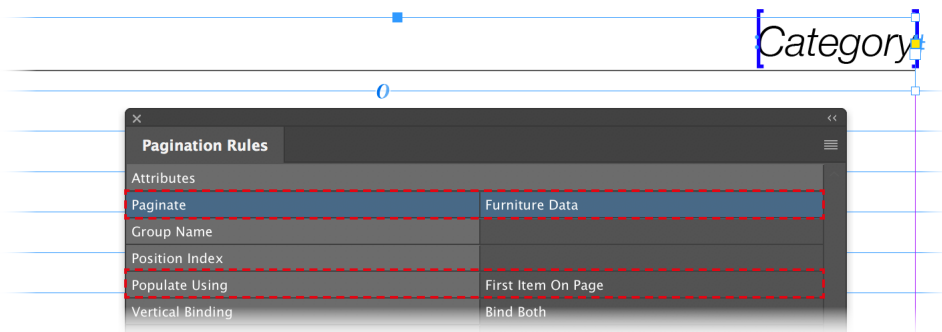 Category
Pagination Rules
Attributes
Paginate Furniture Data
Group Name
Position Index
Populate Using First Item On Page
Vertical Binding Bind Both